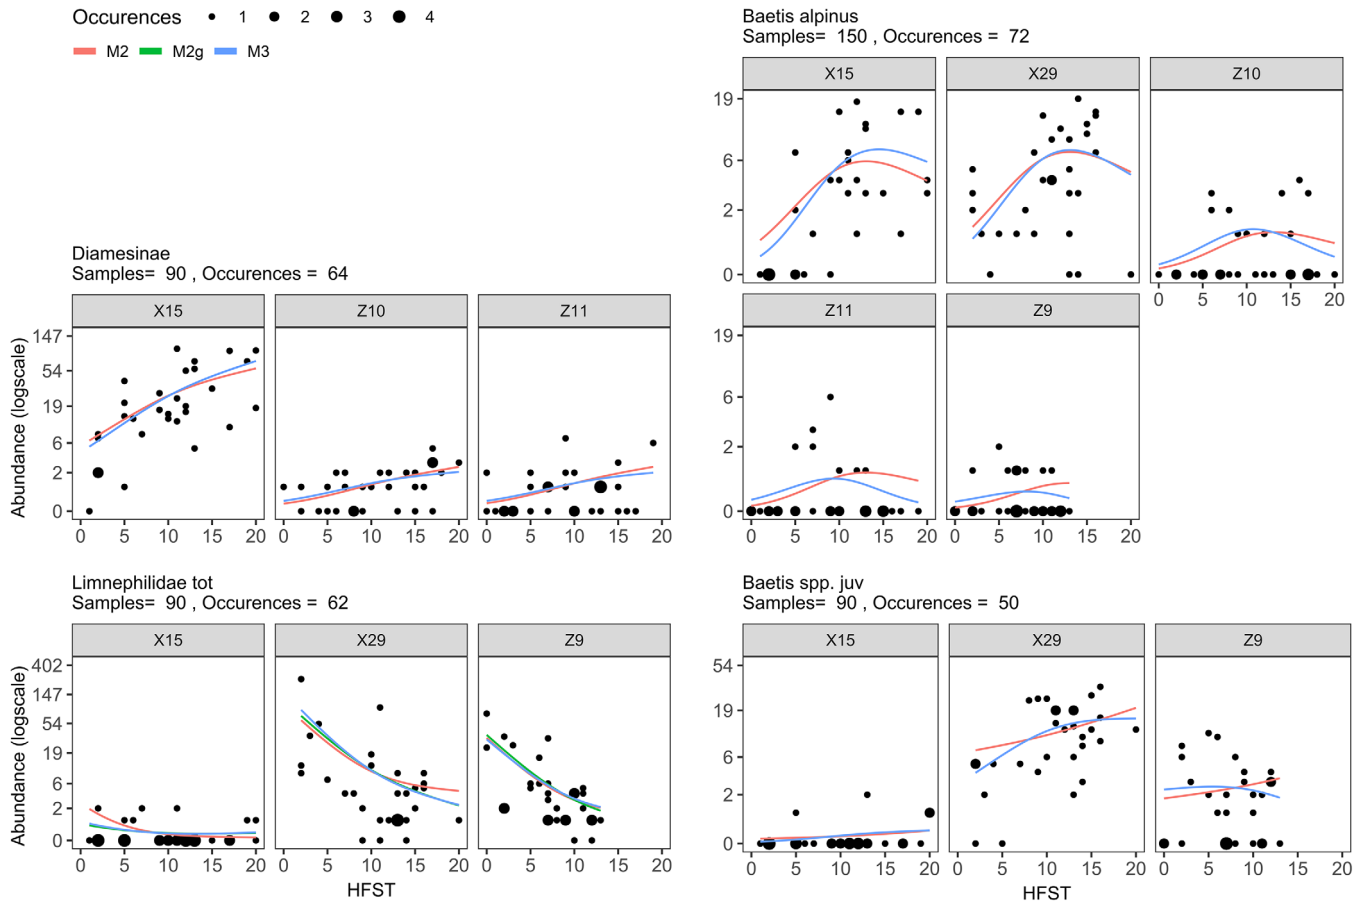 Occurences 1 2 3 4
M2 M2g M3
Diamesinae
Samples= 90 , Occurences = 64
X15 Z10 Z11
Abundance (logscale)
147
54
19
6
2
0
0 5 10 15 20 0 5 10 15 20 0 5 10 15 20
Limnephilidae tot
Samples= 90 , Occurences = 62
X15 X29 Z9
Abundance (logscale)
402
147
54
19
6
2
0
0 5 10 15 20 0 5 10 15 20 0 5 10 15 20
HFST
Baetis alpinus
Samples= 150 , Occurences = 72
X15 X29 Z10
19
6
2
0
0 5 10 15 20
Z11 Z9
19
6
2
0
0 5 10 15 20 0 5 10 15 20
Baetis spp. juv
Samples= 90 , Occurences = 50
X15 X29 Z9
54
19
6
2
0
0 5 10 15 20 0 5 10 15 20 0 5 10 15 20
HFST